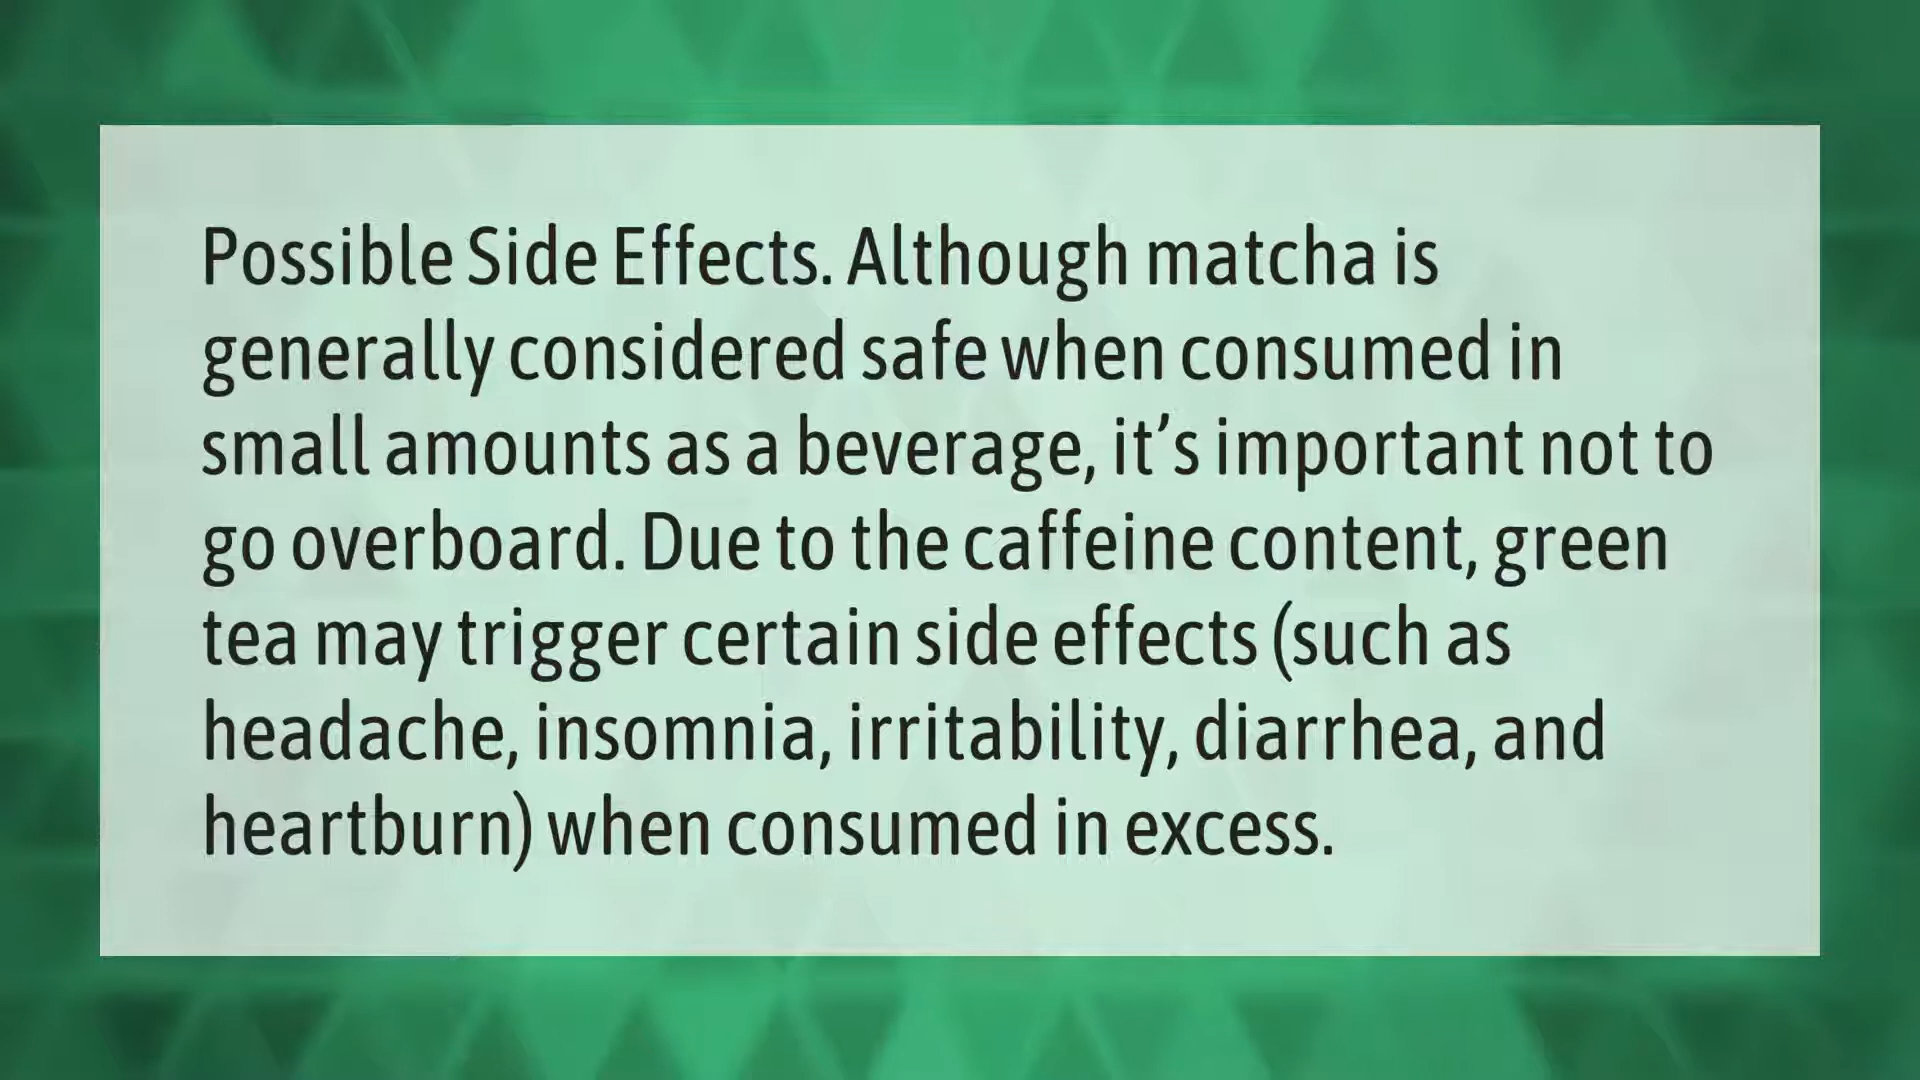 Possible Side Effects. Although matcha is
generally considered safe when consumed in
small amounts as a beverage, it’s important not to
go overboard. Due to the caffeine content, green
tea may trigger certain side effects (such as
headache, insomnia, irritability, diarrhea, and
heartburn) when consumed in excess.